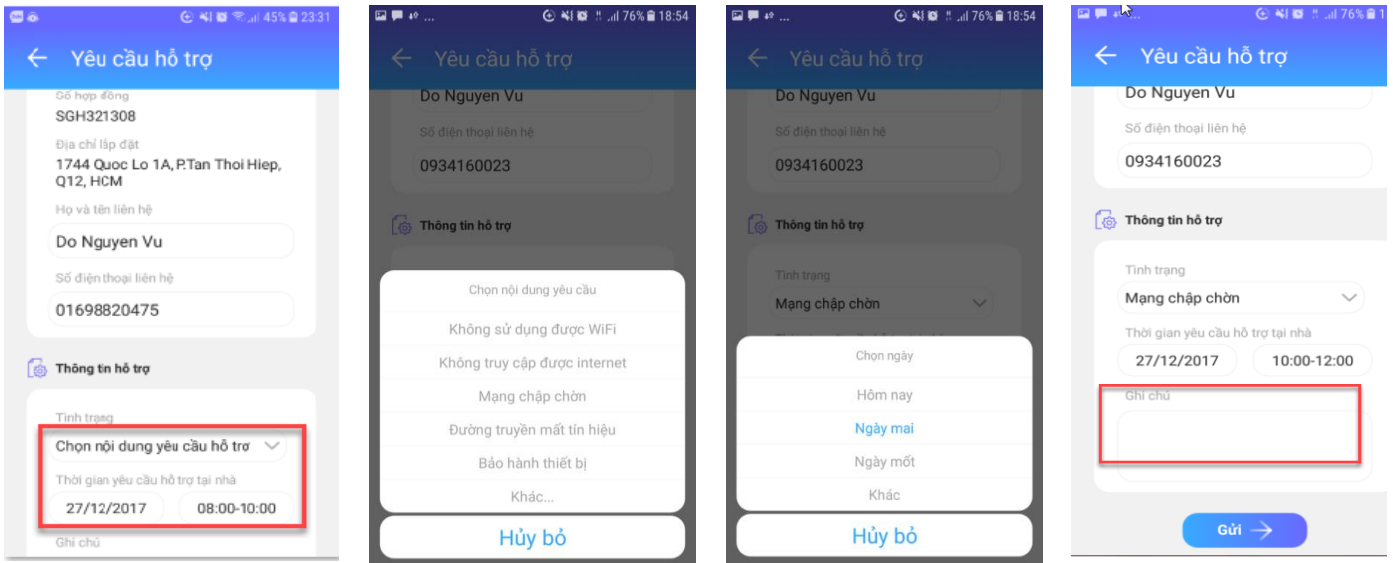 45% 23:31
Yêu cầu hỗ trợ
Số hợp đồng
SGH321308
Địa chỉ lắp đặt
1744 Quoc Lo 1A, P.Tan Thoi Hiep,
Q12, HCM
Họ và tên liên hệ
Do Nguyen Vu
Số điện thoại liên hệ
01698820475
Thông tin hỗ trợ
Tình trạng
Chọn nội dung yêu cầu hỗ trợ
Thời gian yêu cầu hỗ trợ tại nhà
27/12/2017 08:00-10:00
Ghi chú
... 76% 18:54
Yêu cầu hỗ trợ
Do Nguyen Vu
Số điện thoại liên hệ
0934160023
Thông tin hỗ trợ
Chọn nội dung yêu cầu
Không sử dụng được WiFi
Không truy cập được internet
Mạng chập chờn
Đường truyền mất tín hiệu
Bảo hành thiết bị
Khác...
Hủy bỏ
... 76% 18:54
Yêu cầu hỗ trợ
Do Nguyen Vu
Số điện thoại liên hệ
0934160023
Thông tin hỗ trợ
Tình trạng
Mạng chập chờn
Chọn ngày
Hôm nay
Ngày mai
Ngày mốt
Khác
Hủy bỏ
... 76% 1
Yêu cầu hỗ trợ
Do Nguyen Vu
Số điện thoại liên hệ
0934160023
Thông tin hỗ trợ
Tình trạng
Mạng chập chờn
Thời gian yêu cầu hỗ trợ tại nhà
27/12/2017 10:00-12:00
Ghi chú
Gửi